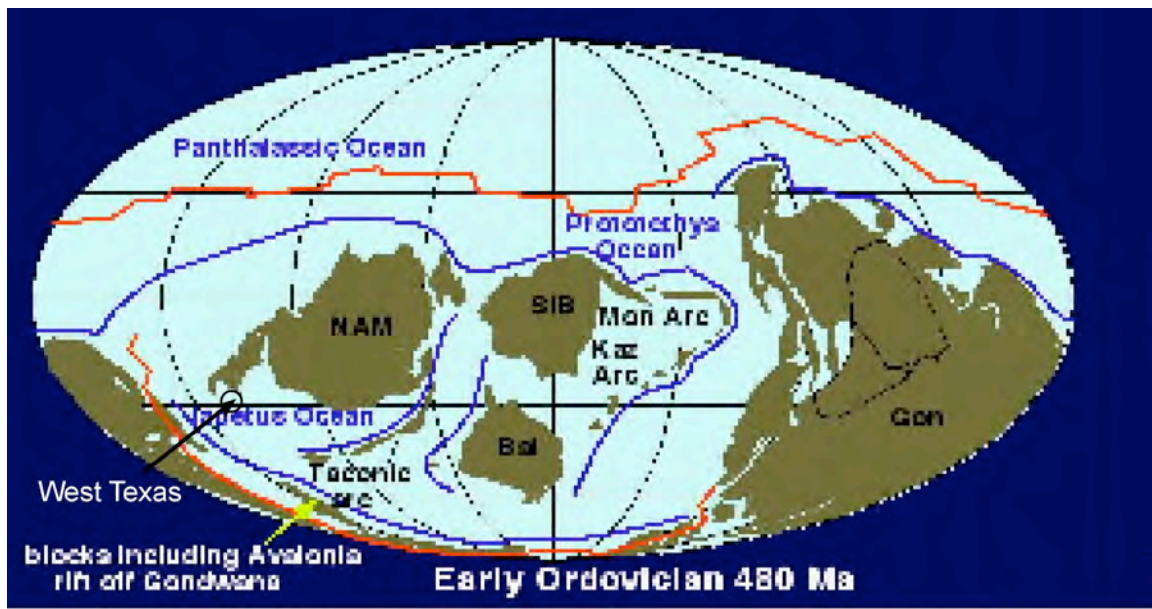 Panthalassic Ocean
Prototethys
Ocean
NAM
SIB
Mon Arc
Kaz
Arc
Iapetus Ocean
Gon
Bal
Taconic
arc
West Texas
blocks including Avalonia
rift off Gondwana
Early Ordovician 480 Ma